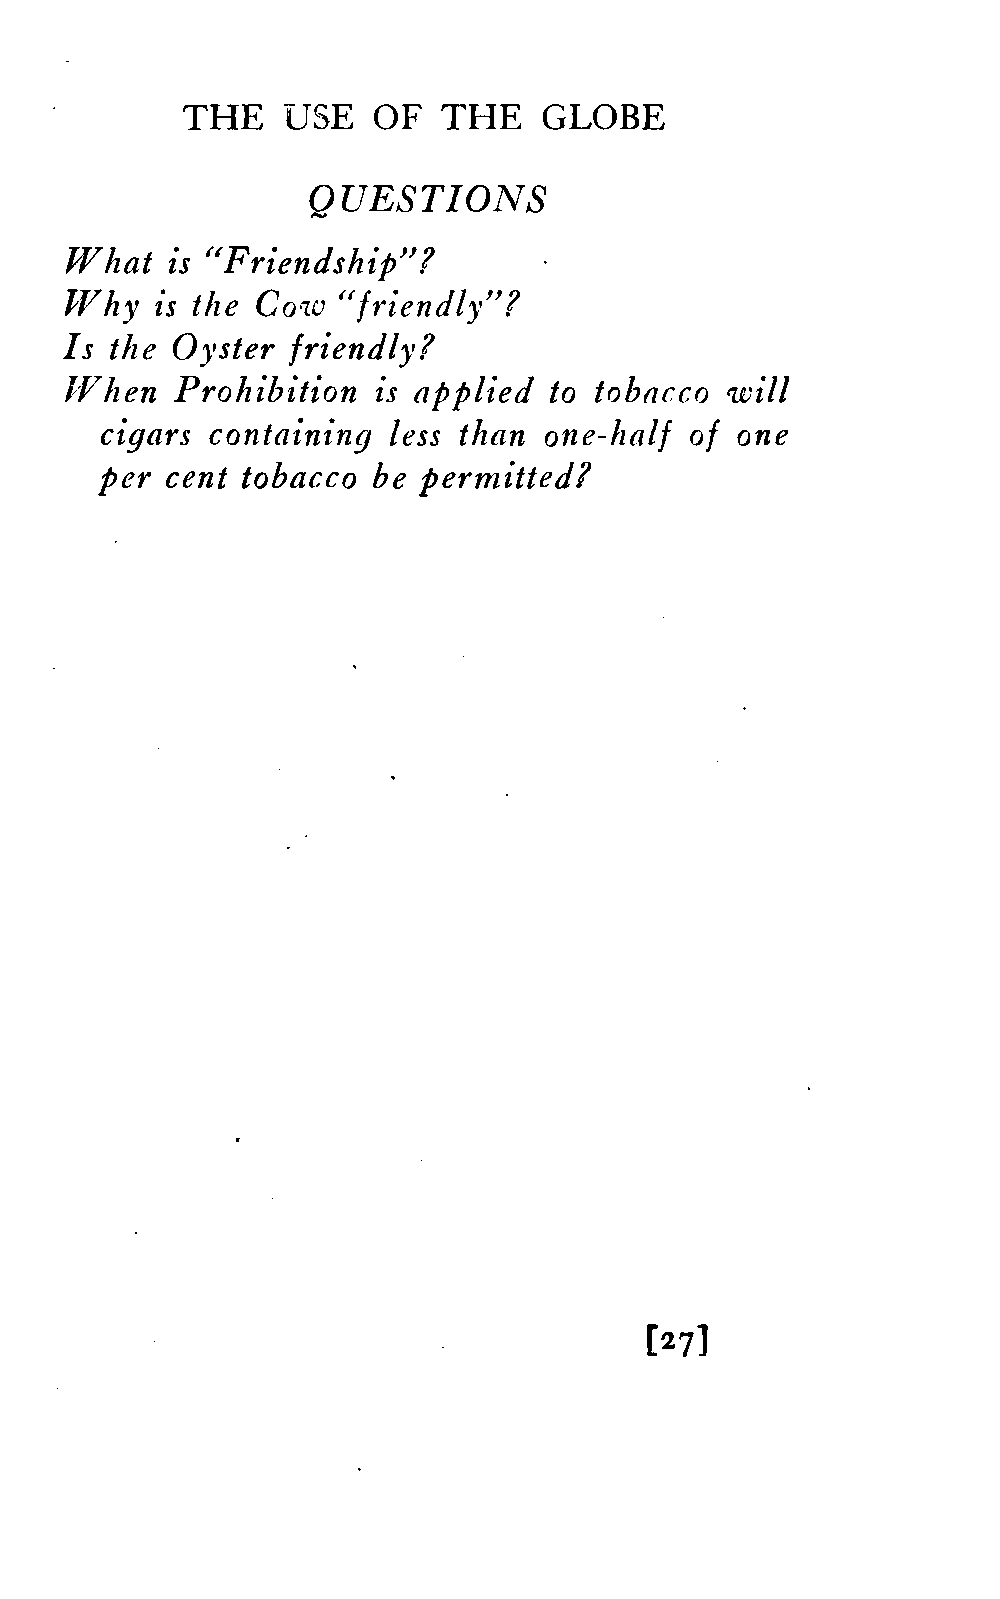 THE USE OF THE GLOBE
QUESTIONS
What is "Friendship"?
Why is the Cow "friendly"?
Is the Oyster friendly?
When Prohibition is applied to tobacco will
cigars containing less than one-half of one
per cent tobacco be permitted?
[27]